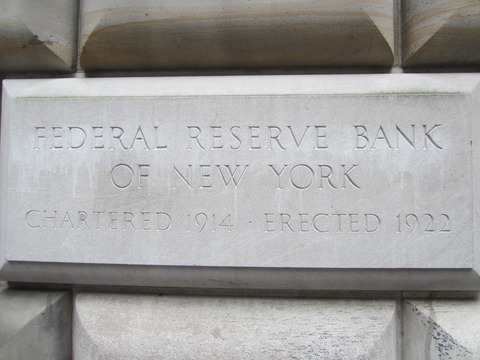 FEDERAL RESERVE BANK
OF NEW YORK
CHARTERED 1914 · ERECTED 1922